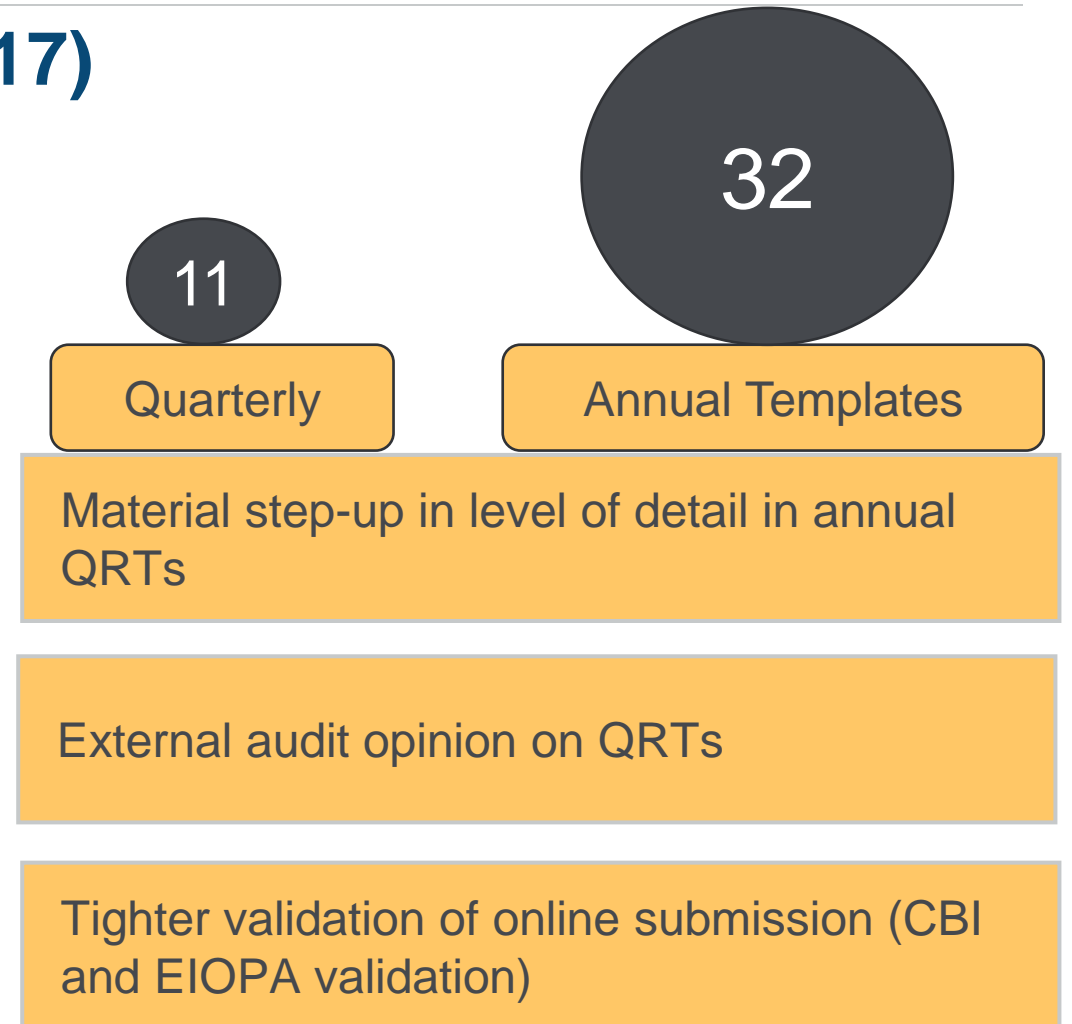 17)
32
11
Quarterly
Annual Templates
Material step-up in level of detail in annual
QRTs
External audit opinion on QRTs
Tighter validation of online submission (CBI
and EIOPA validation)